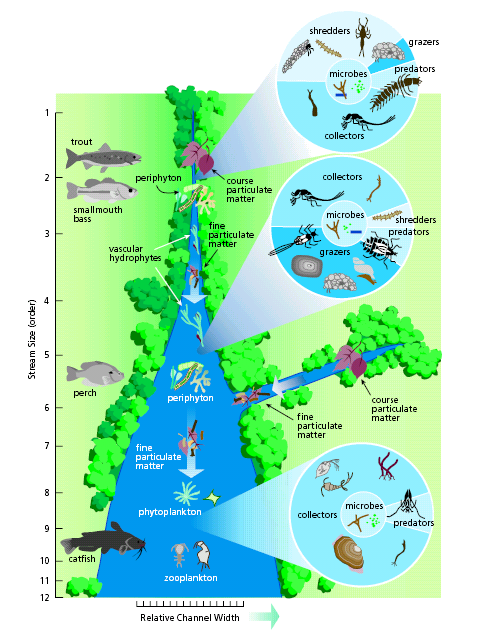 shredders
grazers
predators
microbes
collectors
1
trout
periphyton
course
particulate
matter
2
smallmouth
bass
collectors
microbes
shredders
predators
grazers
fine
particulate
matter
3
vascular
hydrophytes
4
Stream Size (order)
5
perch
periphyton
6
fine
particulate
matter
course
particulate
matter
7
fine
particulate
matter
8
phytoplankton
collectors
microbes
predators
9
catfish
zooplankton
10
11
12
Relative Channel Width